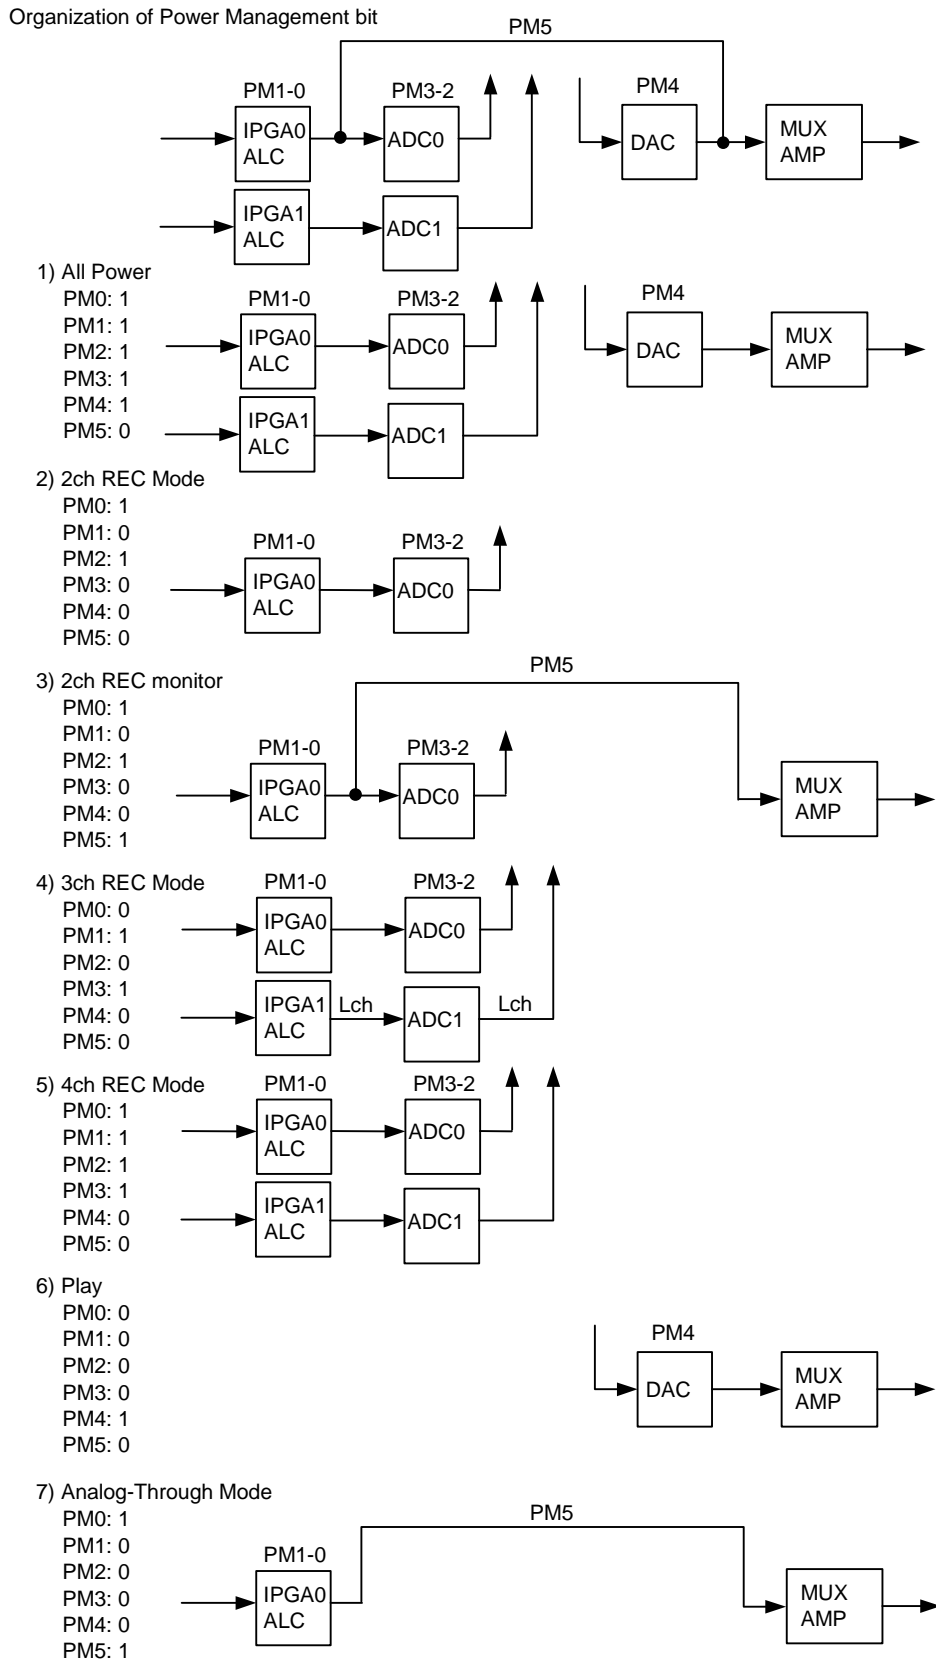 Organization of Power Management bit
PM5
PM1-0
PM3-2
PM4
IPGA0
ALC
ADC0
DAC
MUX
AMP
IPGA1
ALC
ADC1
1) All Power
PM0: 1
PM1: 1
PM2: 1
PM3: 1
PM4: 1
PM5: 0
PM1-0
PM3-2
PM4
IPGA0
ALC
ADC0
DAC
MUX
AMP
IPGA1
ALC
ADC1
2) 2ch REC Mode
PM0: 1
PM1: 0
PM2: 1
PM3: 0
PM4: 0
PM5: 0
PM1-0
PM3-2
IPGA0
ALC
ADC0
3) 2ch REC monitor
PM0: 1
PM1: 0
PM2: 1
PM3: 0
PM4: 0
PM5: 1
PM5
PM1-0
PM3-2
IPGA0
ALC
ADC0
MUX
AMP
4) 3ch REC Mode
PM0: 0
PM1: 1
PM2: 0
PM3: 1
PM4: 0
PM5: 0
PM1-0
PM3-2
IPGA0
ALC
ADC0
IPGA1
ALC
Lch
ADC1
Lch
5) 4ch REC Mode
PM0: 1
PM1: 1
PM2: 1
PM3: 1
PM4: 0
PM5: 0
PM1-0
PM3-2
IPGA0
ALC
ADC0
IPGA1
ALC
ADC1
6) Play
PM0: 0
PM1: 0
PM2: 0
PM3: 0
PM4: 1
PM5: 0
PM4
DAC
MUX
AMP
7) Analog-Through Mode
PM0: 1
PM1: 0
PM2: 0
PM3: 0
PM4: 0
PM5: 1
PM5
PM1-0
IPGA0
ALC
MUX
AMP